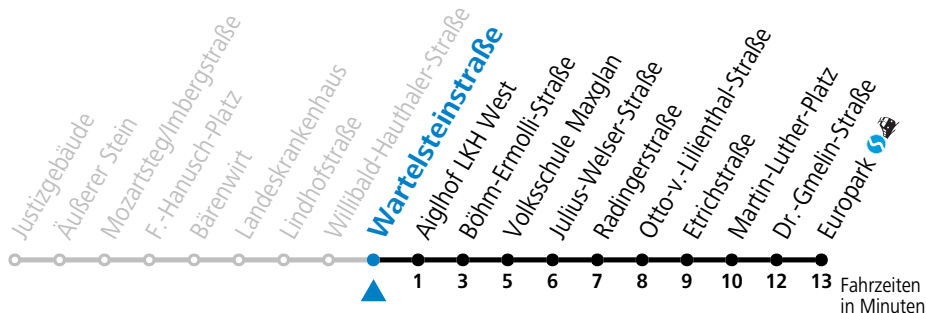 Justizgebäude
Äußerer Stein
Mozartsteg/Imbergstraße
F.-Hanusch-Platz
Bärenwirt
Landeskrankenhaus
Lindhofstraße
Willibald-Hauthaler-Straße
Wartelsteinstraße
Aiglhof LKH West
Böhm-Ermolli-Straße
Volksschule Maxglan
Julius-Welser-Straße
Radingerstraße
Otto-v.-Lilienthal-Straße
Etrichstraße
Martin-Luther-Platz
Dr.-Gmelin-Straße
Europark
1 3 5 6 7 8 9 10 12 13
Fahrzeiten
in Minuten